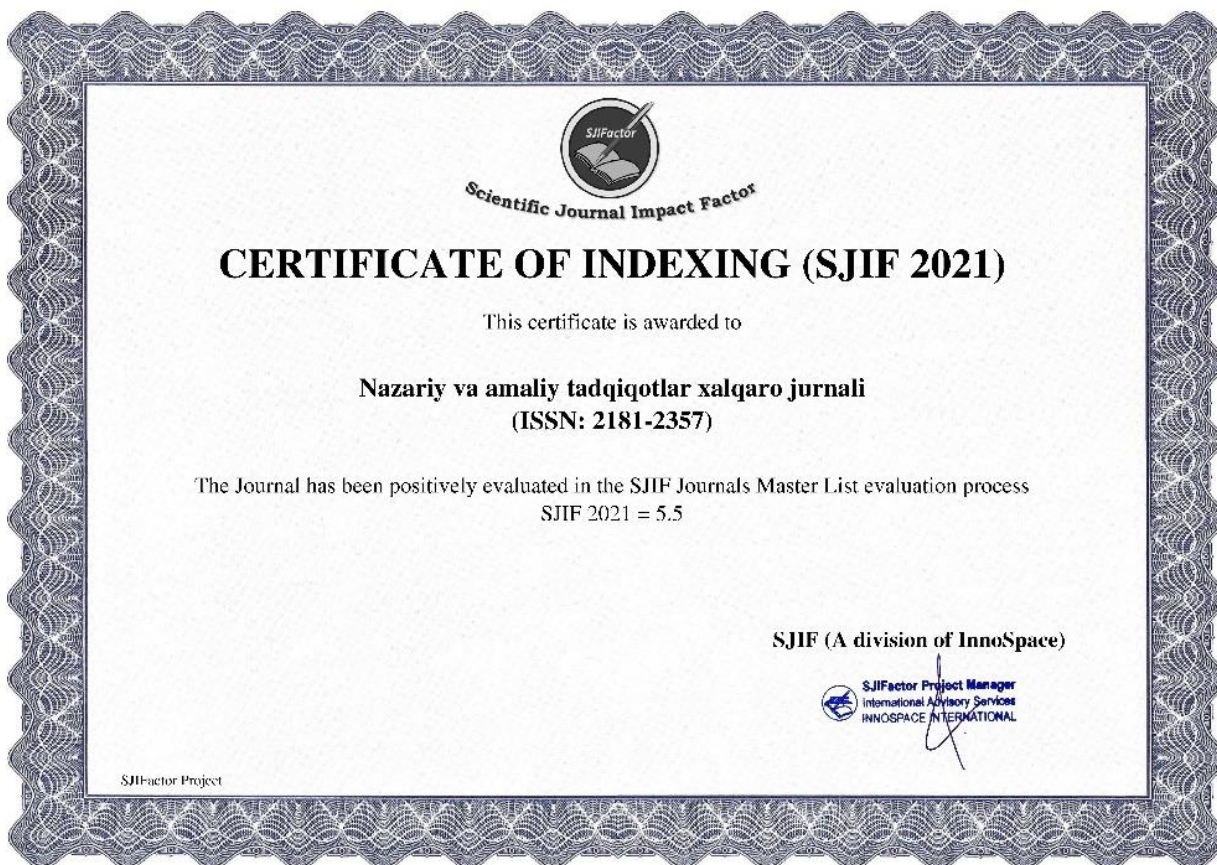 SJIFactor
Scientific Journal Impact Factor
CERTIFICATE OF INDEXING (SJIF 2021)
This certificate is awarded to
Nazariy va amaliy tadqiqotlar xalqaro jurnali
(ISSN: 2181-2357)
The Journal has been positively evaluated in the SJIF Journals Master List evaluation process
SJIF 2021 = 5.5
SJIF (A division of InnoSpace)
SJIFactor Project Manager
International Advisory Services
INNOSPACE INTERNATIONAL
SJIFactor Project